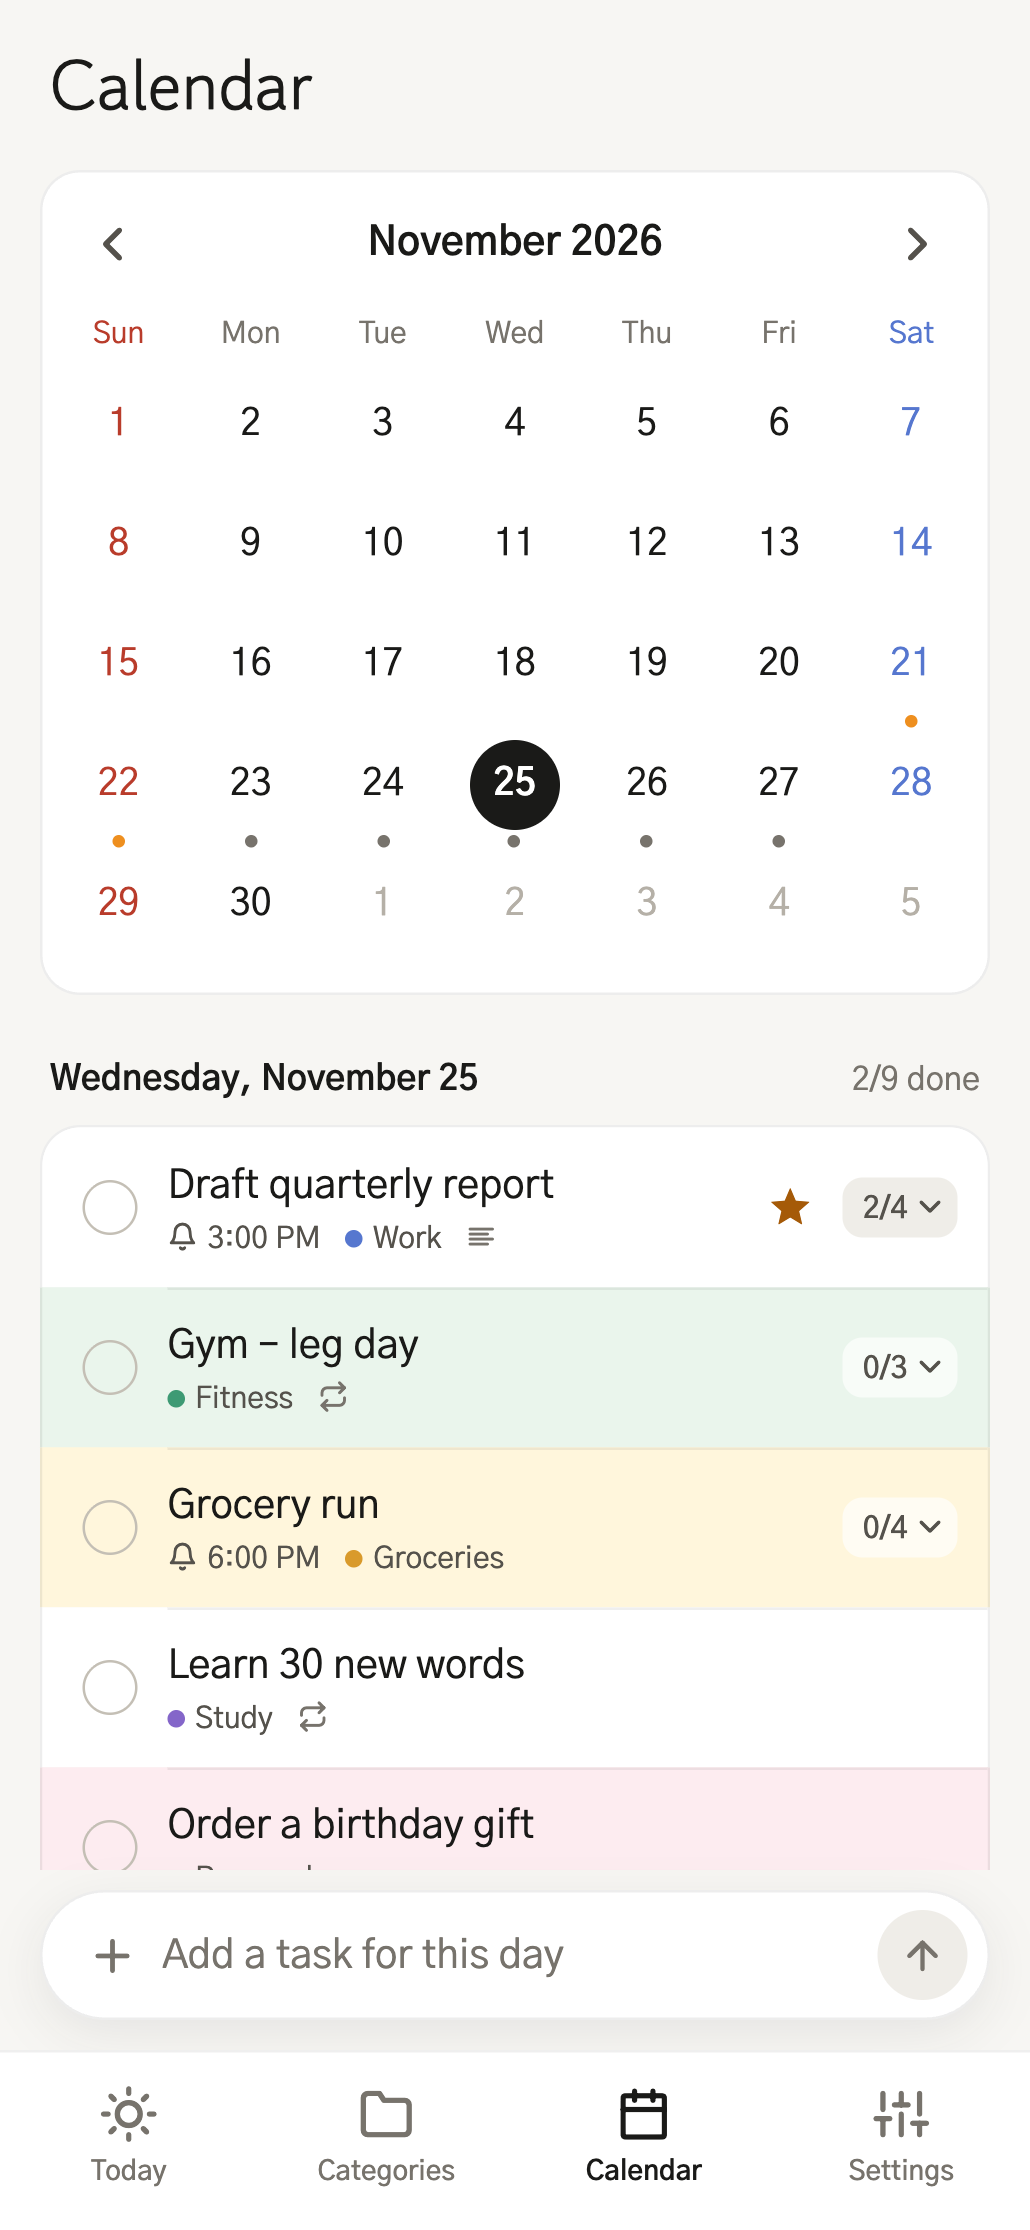 Calendar
November 2026
Sun Mon Tue Wed Thu Fri Sat
1 2 3 4 5 6 7
8 9 10 11 12 13 14
15 16 17 18 19 20 21
22 23 24 25 26 27 28
29 30 1 2 3 4 5
Wednesday, November 25 2/9 done
Draft quarterly report
3:00 PM Work
2/4
Gym – leg day
Fitness
0/3
Grocery run
6:00 PM Groceries
0/4
Learn 30 new words
Study
Order a birthday gift
Add a task for this day
Today Categories Calendar Settings